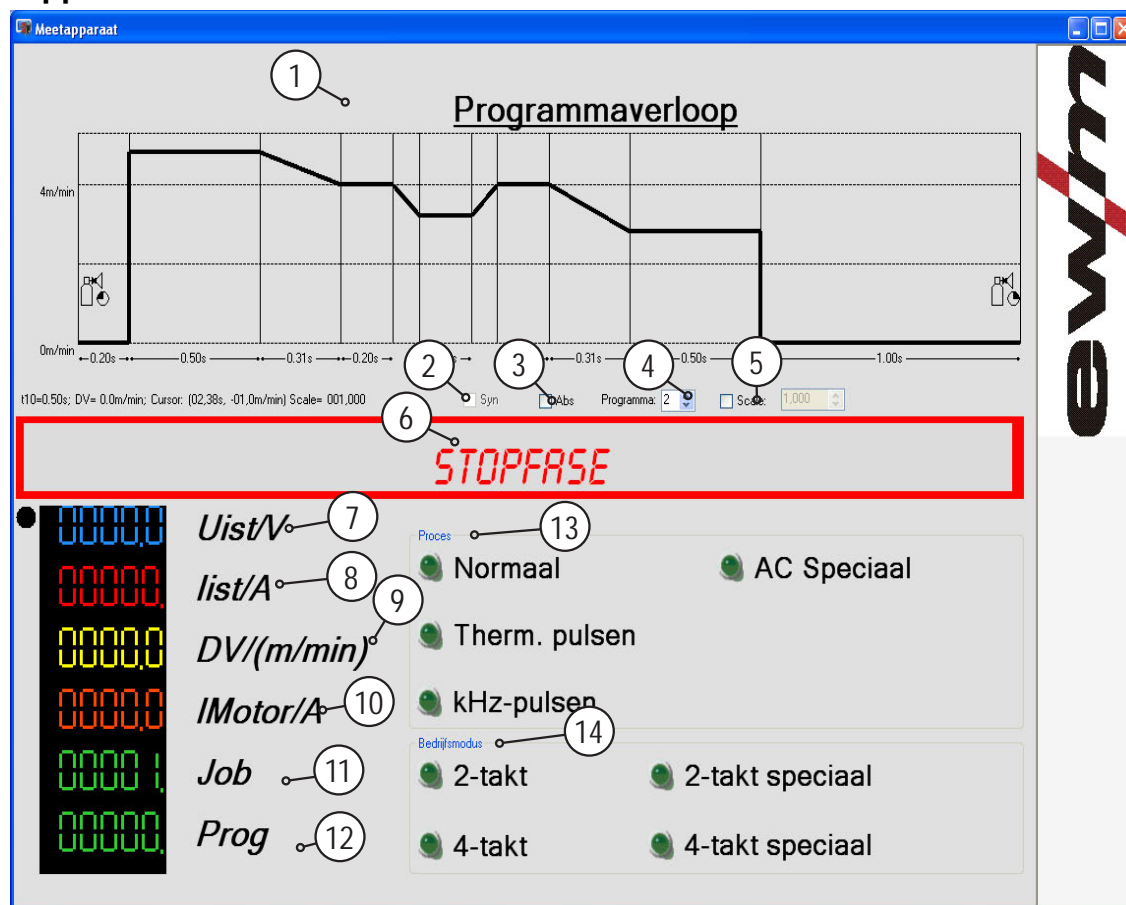 Meetapparaat
1
Programmaverloop
4m/min
0m/min
0.20s 0.50s 0.31s 0.20s s 0.31s 0.50s 1.00s
2 3 4 5
t10=0.50s; DV= 0.0m/min; Cursor: (02,38s, -01,0m/min) Scale= 001,000 Syn Abs Programma: 2 Scale: 1,000
6
STOPFASE
0000.0 Uist/V 7
00000. Iist/A 8
0000.0 DV/(m/min) 9
0000.0 IMotor/A 10
00001. Job 11
00000. Prog 12
Proces 13
Normaal AC Speciaal
Therm. pulsen
kHz-pulsen
Bedrijfsmodus 14
2-takt 2-takt speciaal
4-takt 4-takt speciaal
ewm